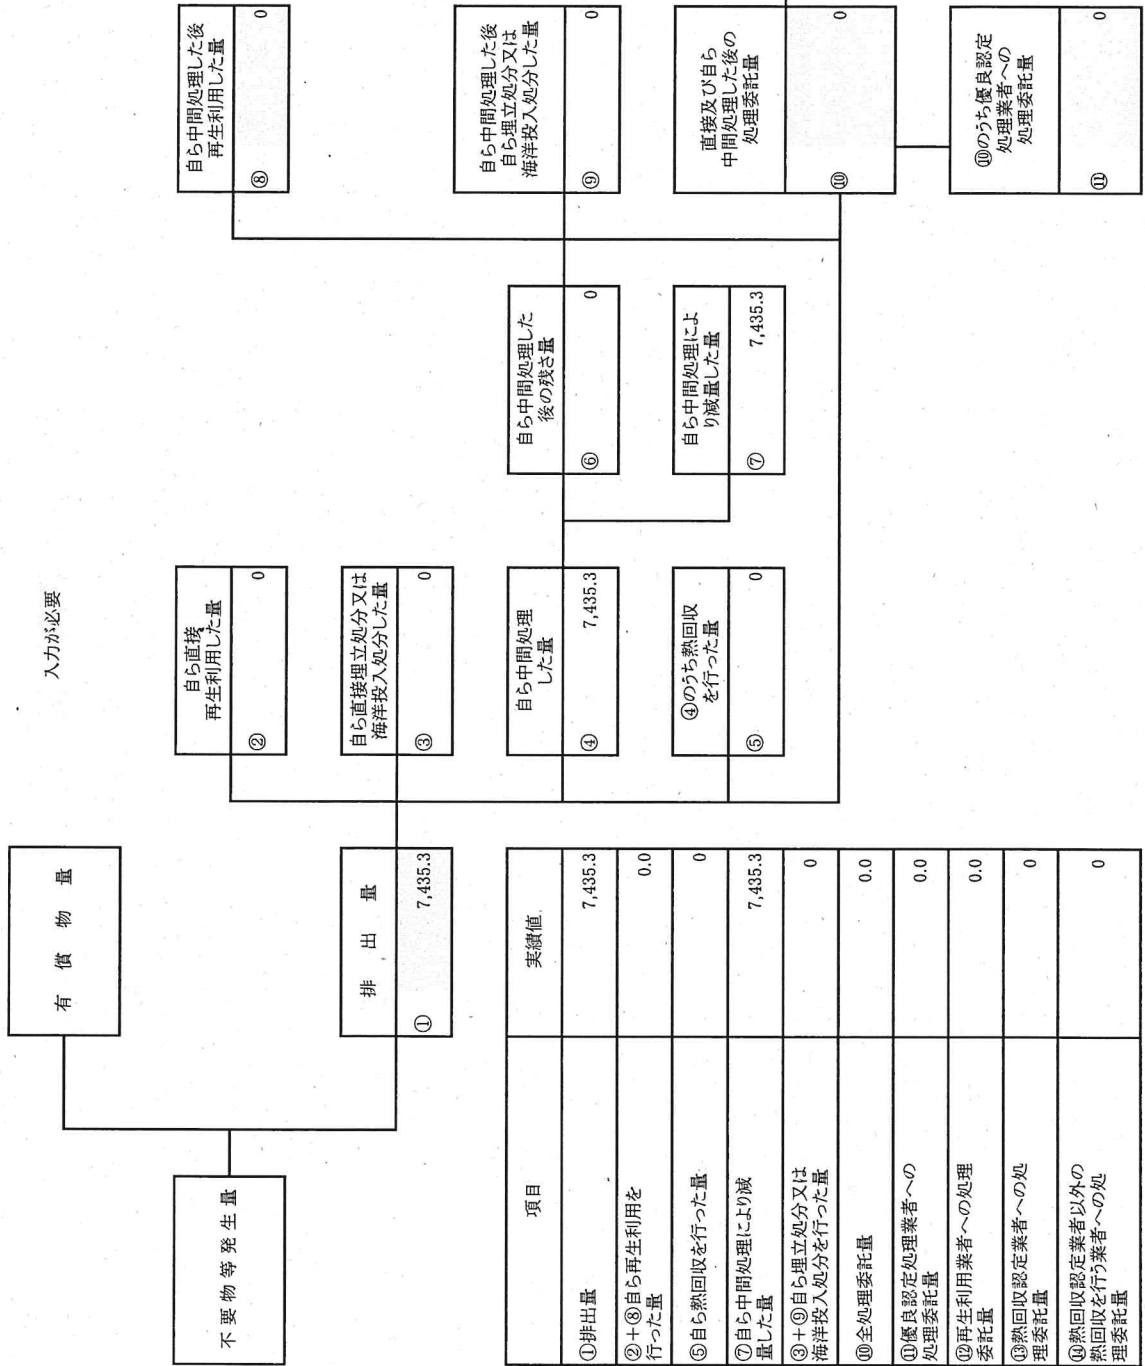 入力が必要
不要物等発生量
有償物量
排出量
① 7,435.3
自ら直接
再生利用した量
② 0
自ら直接埋立処分又は
海洋投入処分した量
③ 0
自ら中間処理
した量
④ 7,435.3
④のうち熱回収
を行った量
⑤ 0
自ら中間処理した
後の残さ量
⑥ 0
自ら中間処理によ
り減量した量
⑦ 7,435.3
自ら中間処理した後
再生利用した量
⑧ 0
自ら中間処理した後
自ら埋立処分又は
海洋投入処分した量
⑨ 0
直接及び自ら
中間処理した後の
処理委託量
⑩ 0
⑩のうち優良認定
処理業者への
処理委託量
⑪ 0
項目 実績値
①排出量 7,435.3
②+⑧自ら再生利用を
行った量 0.0
⑤自ら熱回収を行った量 0
⑦自ら中間処理により減
量した量 7,435.3
③+⑨自ら埋立処分又は
海洋投入処分を行った量 0
⑩全処理委託量 0.0
⑪優良認定処理業者への
処理委託量 0.0
⑫再生利用業者への処理
委託量 0.0
⑬熱回収認定業者への処
理委託量 0
⑭熱回収認定業者以外の
熱回収を行う業者への処
理委託量 0